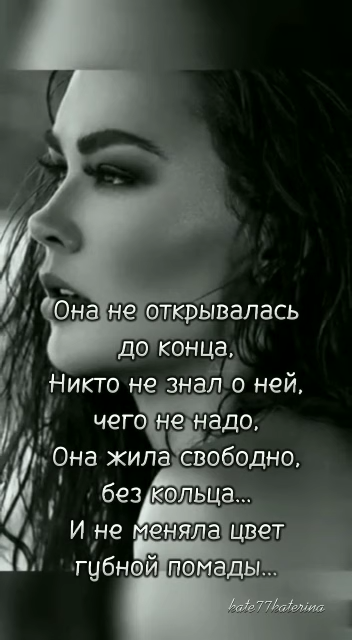 Она не открывалась
до конца,
Никто не знал о ней,
чего не надо,
Она жила свободно,
без кольца...
И не меняла цвет
губной помады...
kate77katerina